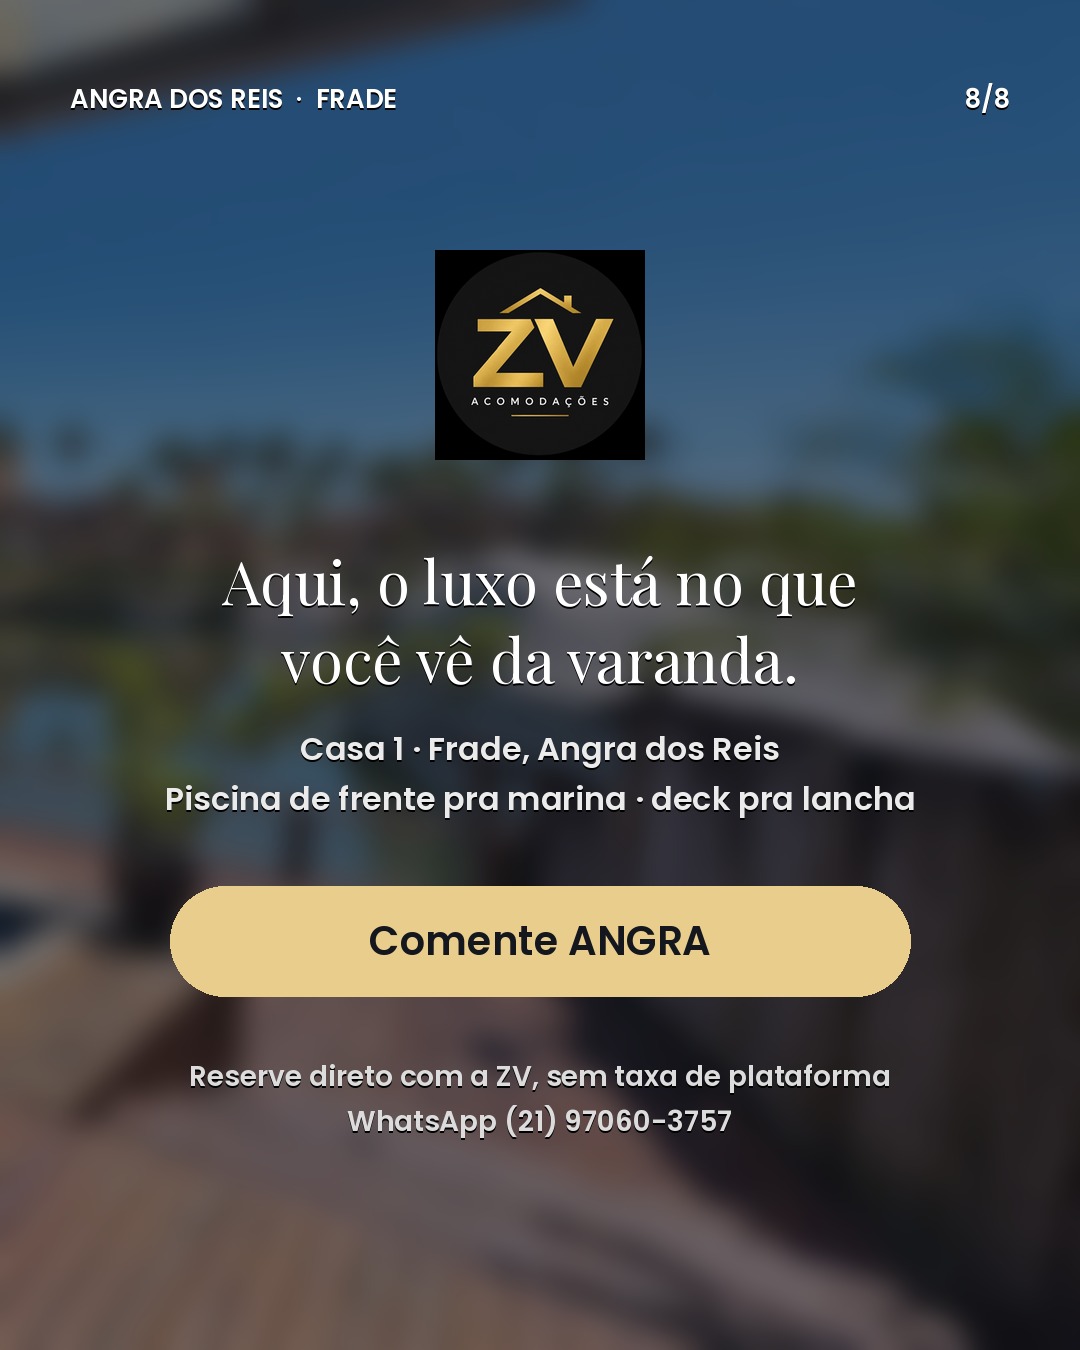 ANGRA DOS REIS · FRADE
8/8
ZV
ACOMODAÇÕES
Aqui, o luxo está no que
você vê da varanda.
Casa 1 · Frade, Angra dos Reis
Piscina de frente pra marina · deck pra lancha
Comente ANGRA
Reserve direto com a ZV, sem taxa de plataforma
WhatsApp (21) 97060-3757